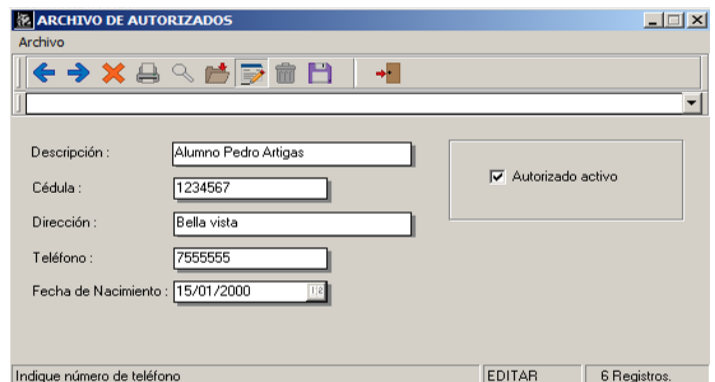 ARCHIVO DE AUTORIZADOS
Archivo
Descripción : Alumno Pedro Artigas
Autorizado activo
Cédula : 1234567
Dirección : Bella vista
Teléfono : 7555555
Fecha de Nacimiento : 15/01/2000
Indique número de teléfono EDITAR 6 Registros.